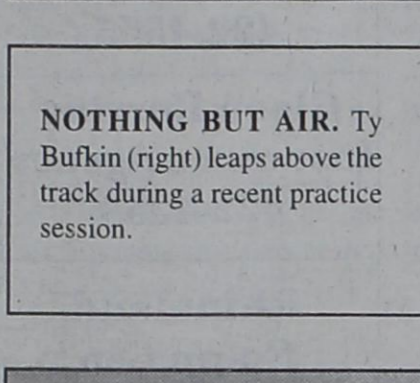 NOTHING BUT AIR. Ty
Bufkin (right) leaps above the
track during a recent practice
session.